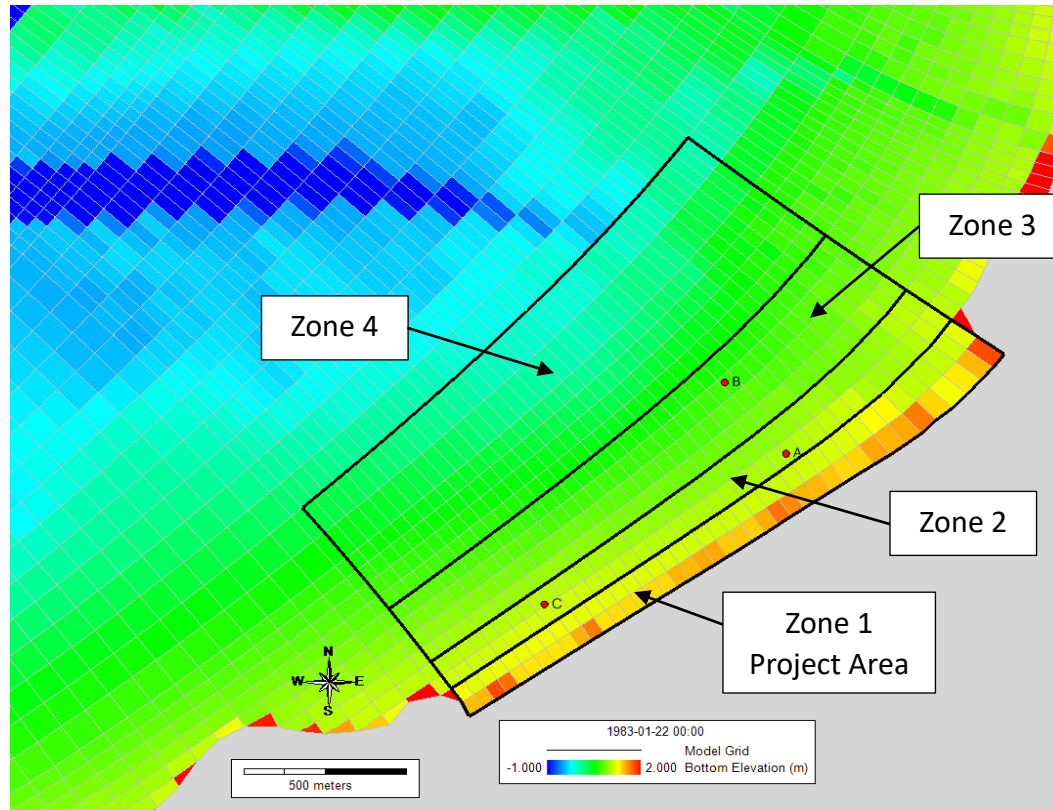 Zone 3
Zone 4
B
A
Zone 2
C
Zone 1
Project Area
N
W E
S
1983-01-22 00:00
Model Grid
-1.000 2.000 Bottom Elevation (m)
500 meters